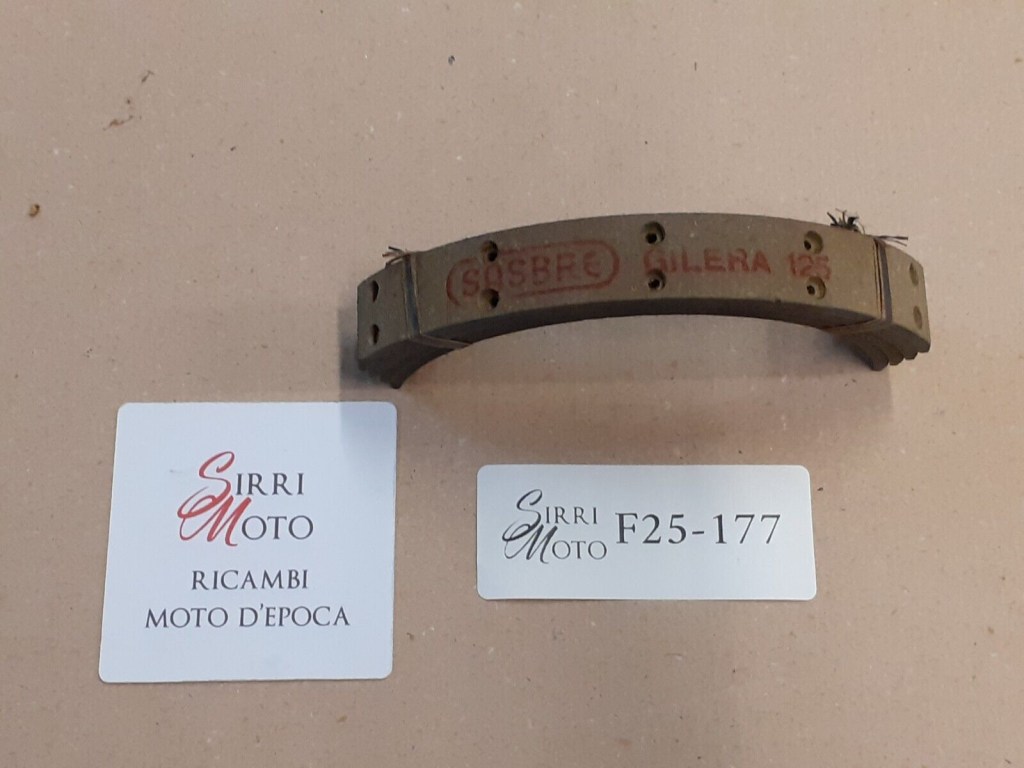 SOSBRE GILERA 125
SIRRI
MOTO
RICAMBI
MOTO D'EPOCA
SIRRI
MOTO
F25-177